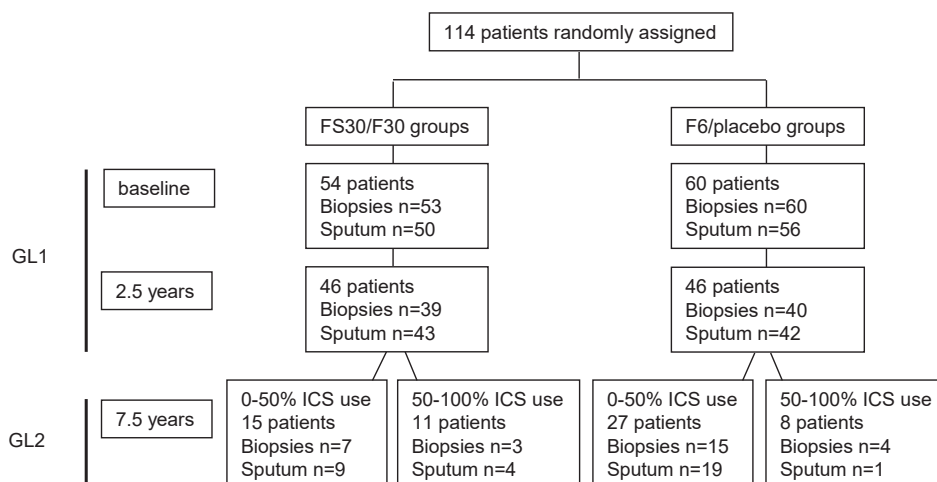 114 patients randomly assigned
FS30/F30 groups
F6/placebo groups
GL1
baseline
54 patients
Biopsies n=53
Sputum n=50
60 patients
Biopsies n=60
Sputum n=56
2.5 years
46 patients
Biopsies n=39
Sputum n=43
46 patients
Biopsies n=40
Sputum n=42
GL2
7.5 years
0-50% ICS use
15 patients
Biopsies n=7
Sputum n=9
50-100% ICS use
11 patients
Biopsies n=3
Sputum n=4
0-50% ICS use
27 patients
Biopsies n=15
Sputum n=19
50-100% ICS use
8 patients
Biopsies n=4
Sputum n=1